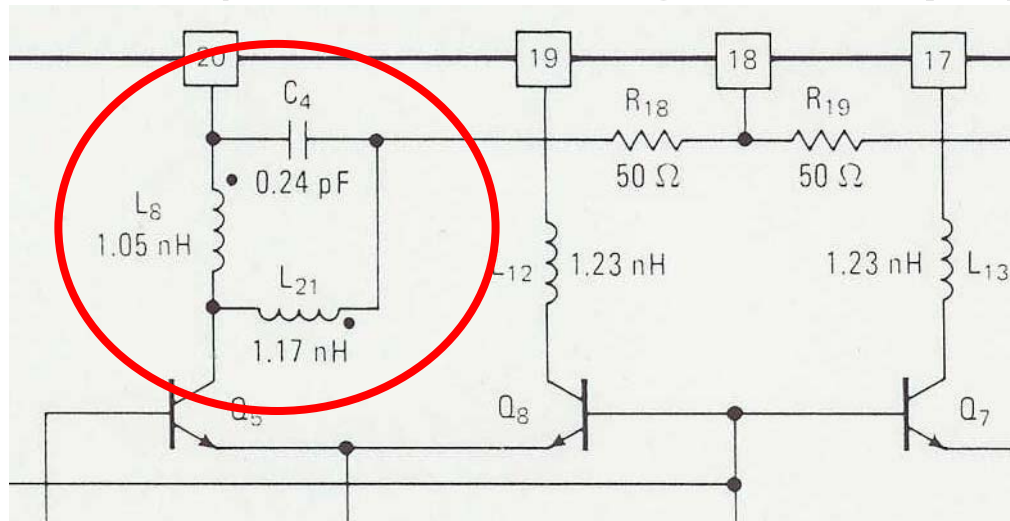 20
19
18
17
C4
0.24 pF
R18
50 Ω
R19
50 Ω
L8
1.05 nH
L21
1.17 nH
L12
1.23 nH
1.23 nH
L13
Q5
Q8
Q7